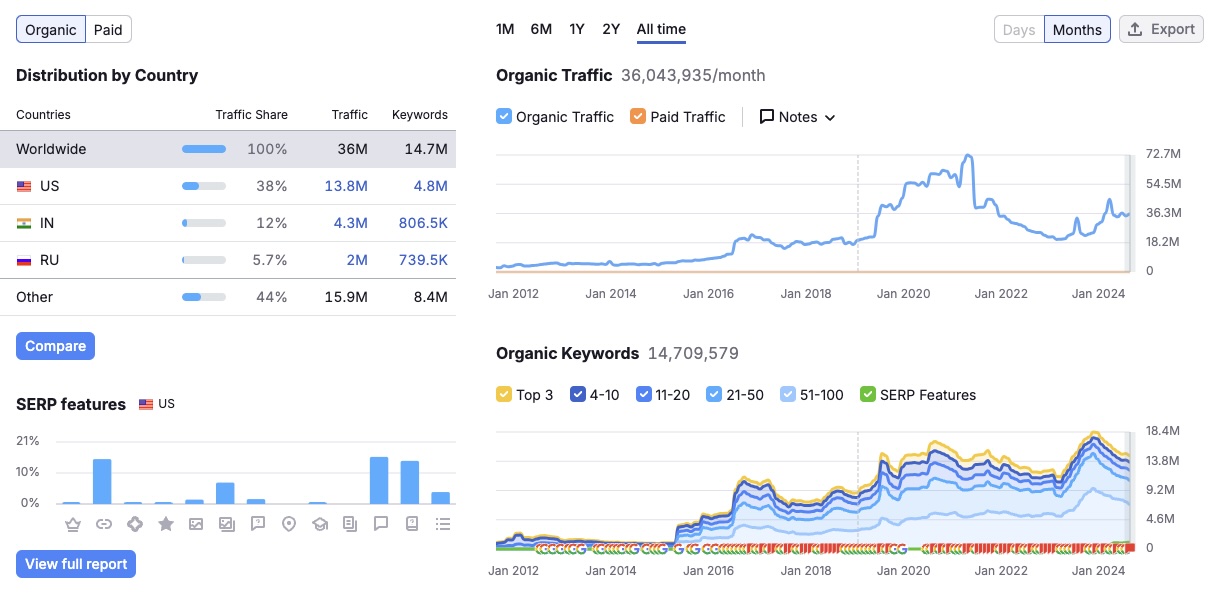 Organic Paid
Distribution by Country
Countries Traffic Share Traffic Keywords
Worldwide 100% 36M 14.7M
US 38% 13.8M 4.8M
IN 12% 4.3M 806.5K
RU 5.7% 2M 739.5K
Other 44% 15.9M 8.4M
Compare
SERP features US
21%
10%
0%
View full report
1M 6M 1Y 2Y All time Days Months Export
Organic Traffic 36,043,935/month
Organic Traffic Paid Traffic Notes
72.7M
54.5M
36.3M
18.2M
0
Jan 2012 Jan 2014 Jan 2016 Jan 2018 Jan 2020 Jan 2022 Jan 2024
Organic Keywords 14,709,579
Top 3 4-10 11-20 21-50 51-100 SERP Features
18.4M
13.8M
9.2M
4.6M
0
Jan 2012 Jan 2014 Jan 2016 Jan 2018 Jan 2020 Jan 2022 Jan 2024